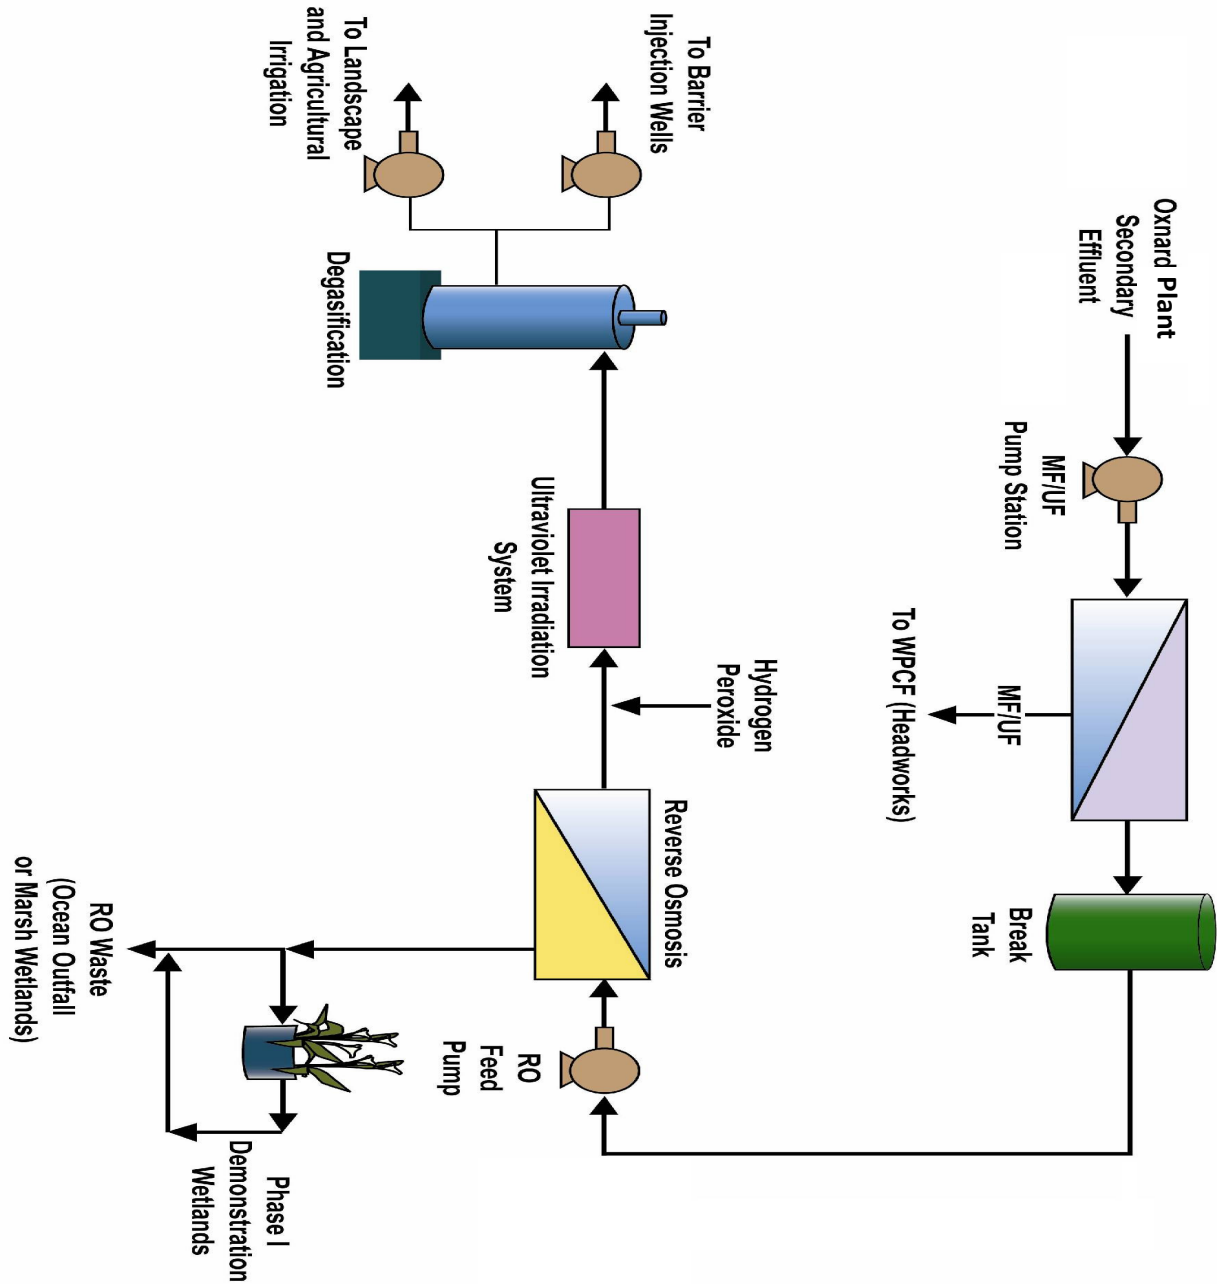 Oxnard Plant
Secondary
Effluent
MF/UF
Pump Station
MF/UF
To WPCF (Headworks)
Break
Tank
To Barrier
Injection Wells
To Landscape
and Agricultural
Irrigation
Degasification
Ultraviolet Irradiation
System
Hydrogen
Peroxide
Reverse Osmosis
RO
Feed
Pump
RO Waste
(Ocean Outfall
or Marsh Wetlands)
Phase I
Demonstration
Wetlands